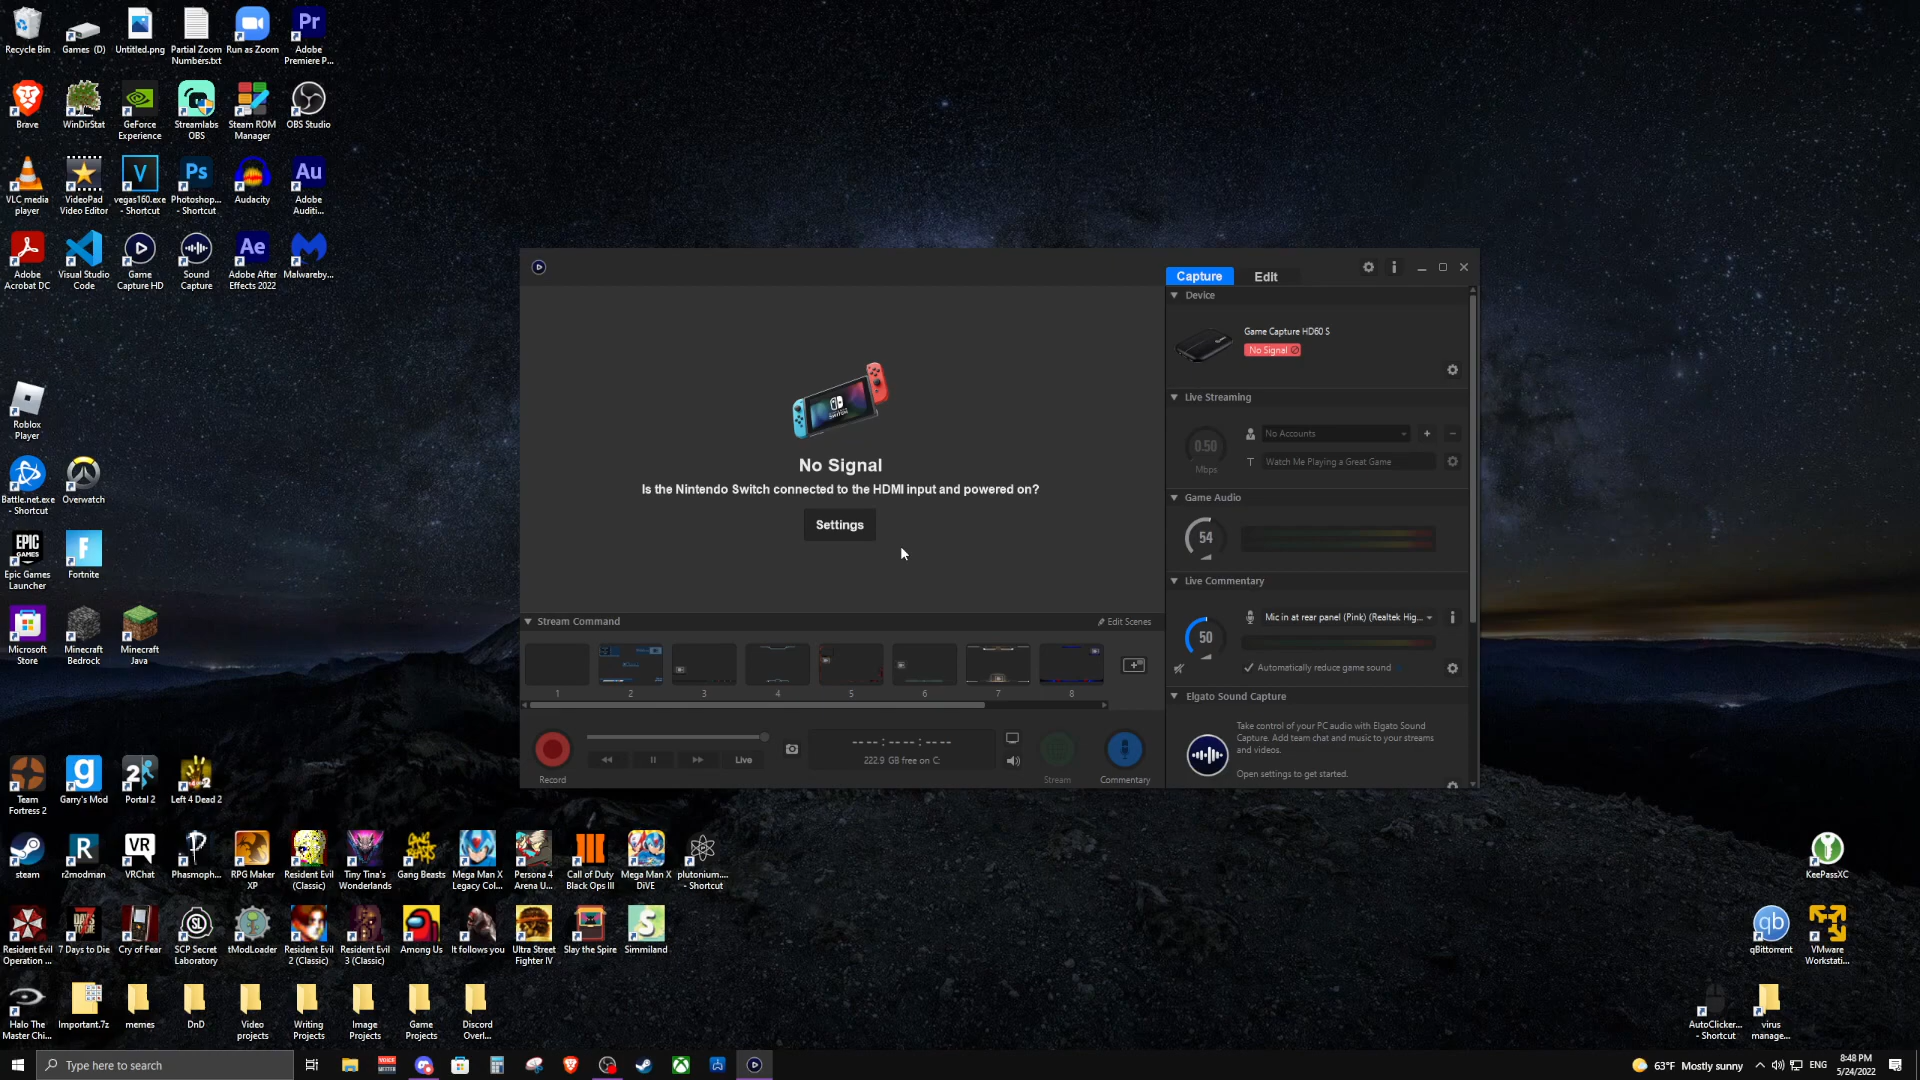 Recycle Bin
Games (D)
Untitled.png
Partial Zoom
Numbers.txt
Run as Zoom
Adobe
Premiere P...
Brave
WinDirStat
GeForce
Experience
Streamlabs
OBS
Steam ROM
Manager
OBS Studio
VLC media
player
VideoPad
Video Editor
vegas160.exe
- Shortcut
Photoshop...
- Shortcut
Audacity
Adobe
Auditi...
Adobe
Acrobat DC
Visual Studio
Code
Game
Capture HD
Sound
Capture
Adobe After
Effects 2022
Malwareby...
Roblox
Player
Battle.net.exe
- Shortcut
Overwatch
Epic Games
Launcher
Fortnite
Microsoft
Store
Minecraft
Bedrock
Minecraft
Java
Capture
Edit
Device
Game Capture HD60 S
No Signal
Live Streaming
0.50
Mbps
No Accounts
Watch Me Playing a Great Game
Game Audio
54
Live Commentary
50
Mic in at rear panel (Pink) (Realtek Hig...
Automatically reduce game sound
Elgato Sound Capture
Take control of your PC audio with Elgato Sound
Capture. Add team chat and music to your streams
and videos.
Open settings to get started.
No Signal
Is the Nintendo Switch connected to the HDMI input and powered on?
Settings
Stream Command
Edit Scenes
1
2
3
4
5
6
7
8
Record
Live
-- -- : -- -- : -- --
222.9 GB free on C:
Stream
Commentary
Team
Fortress 2
Garry's Mod
Portal 2
Left 4 Dead 2
steam
r2modman
VRChat
Phasmoph...
RPG Maker
XP
Resident Evil
(Classic)
Tiny Tina's
Wonderlands
Gang Beasts
Mega Man X
Legacy Col...
Persona 4
Arena U...
Call of Duty
Black Ops III
Mega Man X
DiVE
plutonium....
- Shortcut
KeePassXC
Resident Evil
Operation ...
7 Days to Die
Cry of Fear
SCP Secret
Laboratory
tModLoader
Resident Evil
2 (Classic)
Resident Evil
3 (Classic)
Among Us
It follows you
Ultra Street
Fighter IV
Slay the Spire
Simmiland
qBittorrent
VMware
Workstati...
Halo The
Master Chi...
Important.7z
memes
DnD
Video
projects
Writing
Projects
Image
Projects
Game
Projects
Discord
Overl...
AutoClicker...
- Shortcut
virus
manage...
Type here to search
63°F Mostly sunny
ENG
8:48 PM
5/24/2022